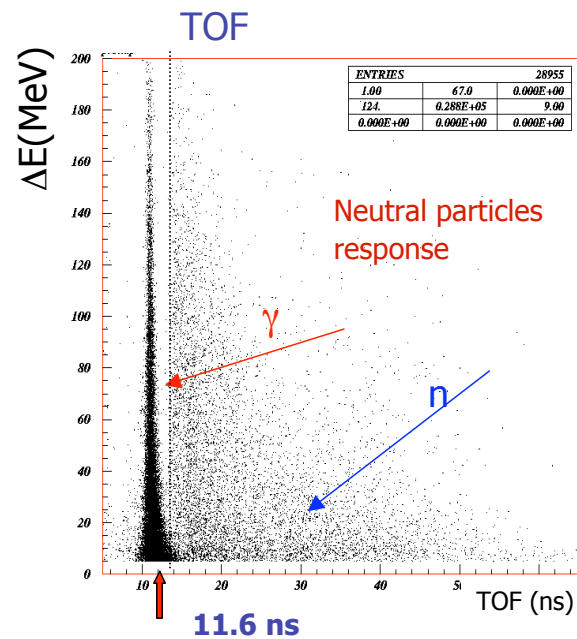 TOF
ΔE(MeV)
200
180
160
140
120
100
80
60
40
20
0
ENTRIES 28955
1.00 67.0 0.000E+00
124. 0.288E+05 9.00
0.000E+00 0.000E+00 0.000E+00
Neutral particles
response
γ
n
10 20 30 40 5 60
TOF (ns)
11.6 ns